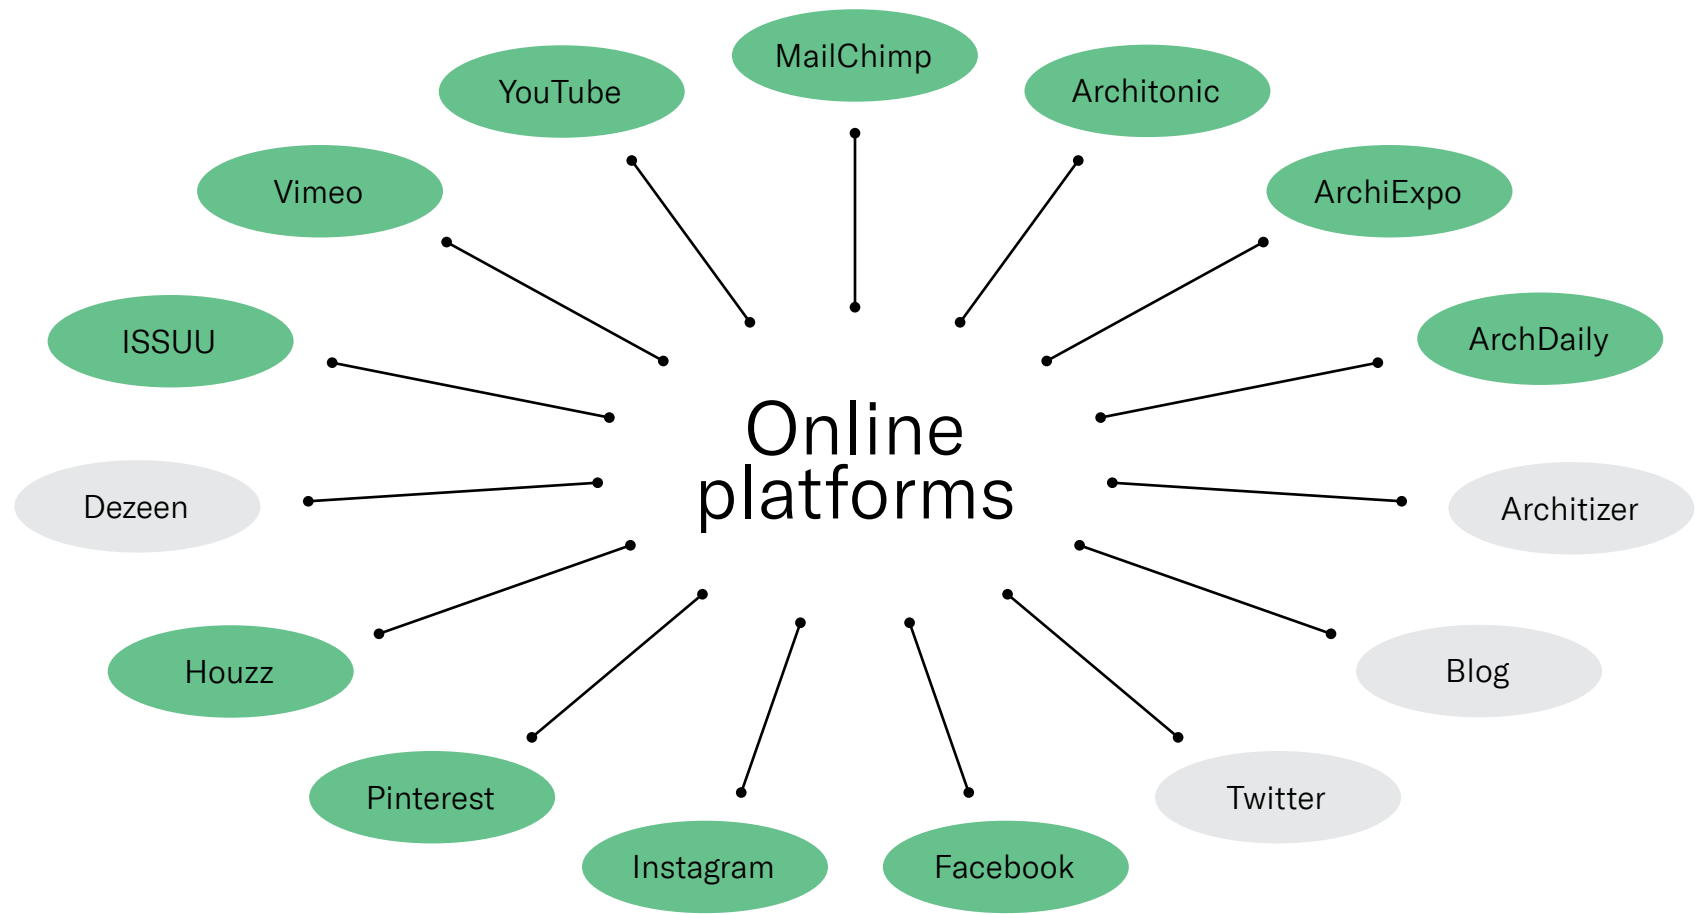 MailChimp
YouTube
Architonic
Vimeo
ArchiExpo
ISSUU
ArchDaily
Online
platforms
Dezeen
Architizer
Houzz
Blog
Pinterest
Twitter
Instagram
Facebook